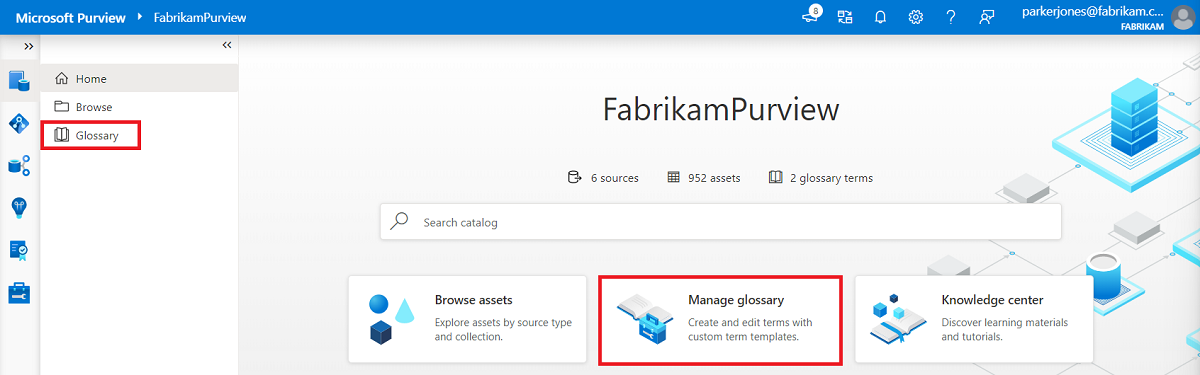 Microsoft Purview FabrikamPurview
8
parkerjones@fabrikam.c...
FABRIKAM
Home
Browse
Glossary
FabrikamPurview
6 sources 952 assets 2 glossary terms
Search catalog
Browse assets
Explore assets by source type
and collection.
Manage glossary
Create and edit terms with
custom term templates.
Knowledge center
Discover learning materials
and tutorials.